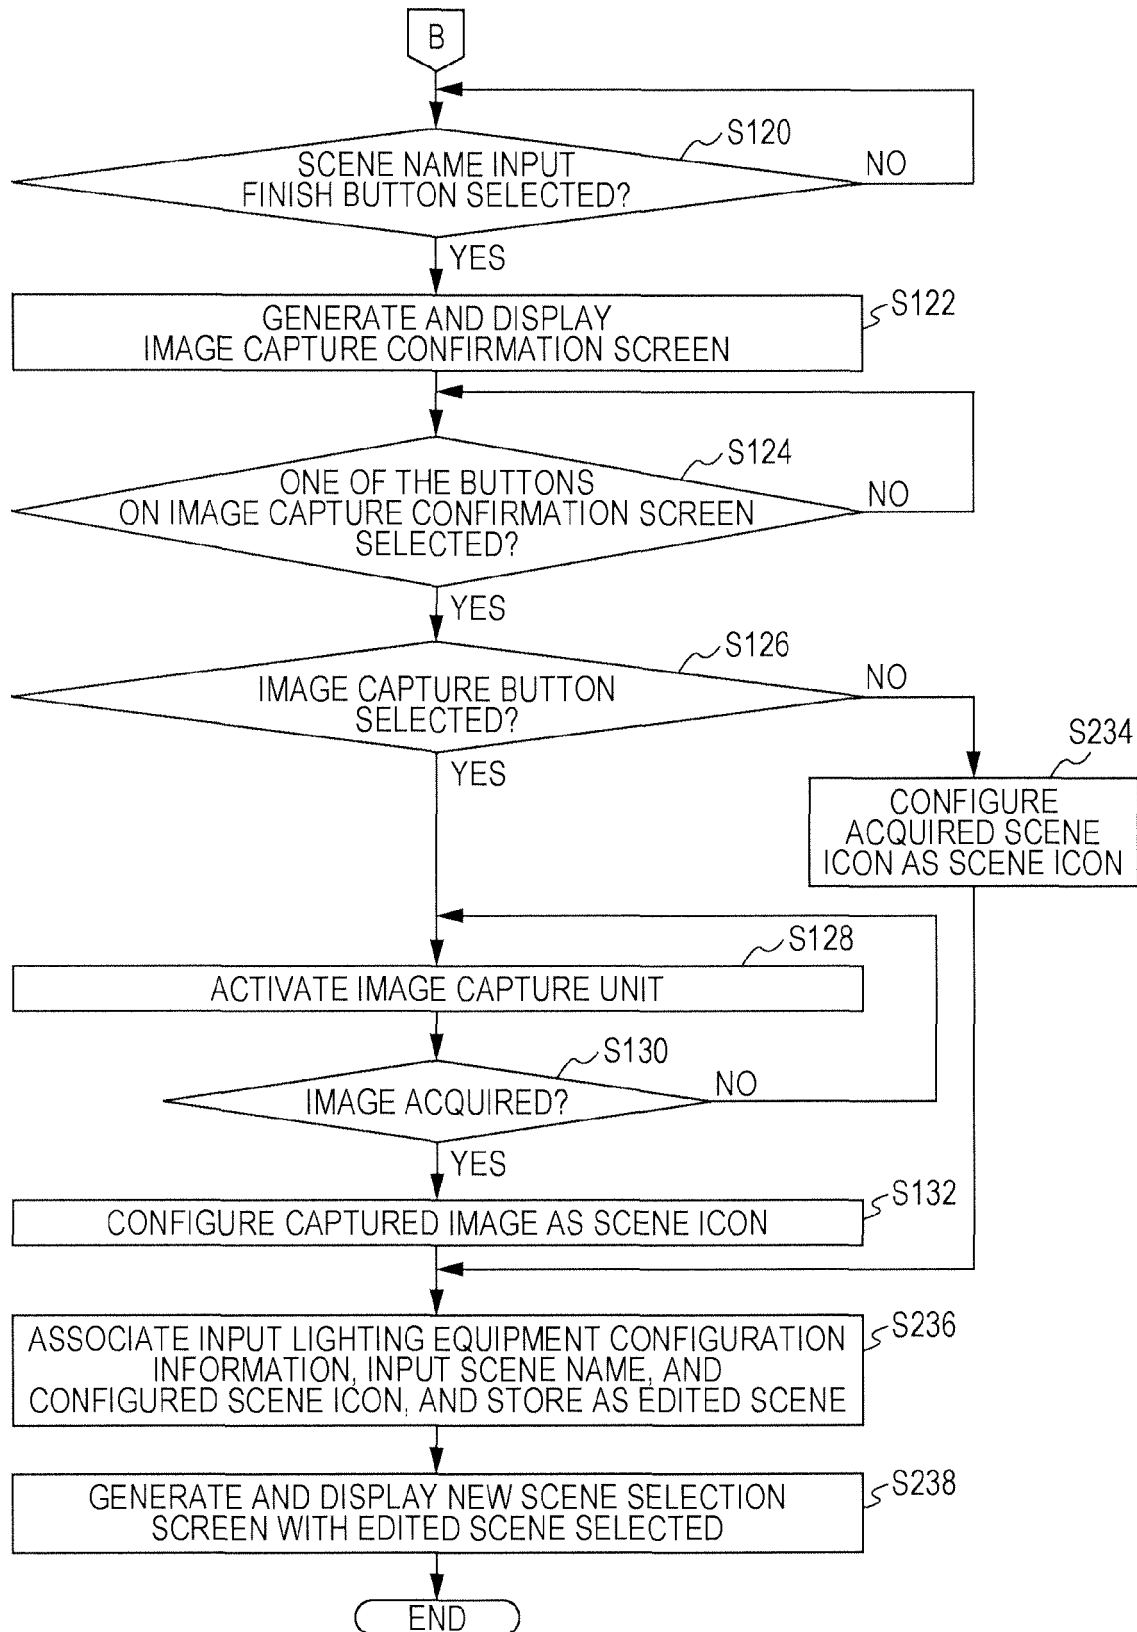 B
S120
SCENE NAME INPUT
FINISH BUTTON SELECTED?
NO
YES
S122
GENERATE AND DISPLAY
IMAGE CAPTURE CONFIRMATION SCREEN
S124
ONE OF THE BUTTONS
ON IMAGE CAPTURE CONFIRMATION SCREEN
SELECTED?
NO
YES
S126
IMAGE CAPTURE BUTTON
SELECTED?
NO
YES
S234
CONFIGURE
ACQUIRED SCENE
ICON AS SCENE ICON
S128
ACTIVATE IMAGE CAPTURE UNIT
S130
IMAGE ACQUIRED?
NO
YES
S132
CONFIGURE CAPTURED IMAGE AS SCENE ICON
S236
ASSOCIATE INPUT LIGHTING EQUIPMENT CONFIGURATION
INFORMATION, INPUT SCENE NAME, AND
CONFIGURED SCENE ICON, AND STORE AS EDITED SCENE
S238
GENERATE AND DISPLAY NEW SCENE SELECTION
SCREEN WITH EDITED SCENE SELECTED
END